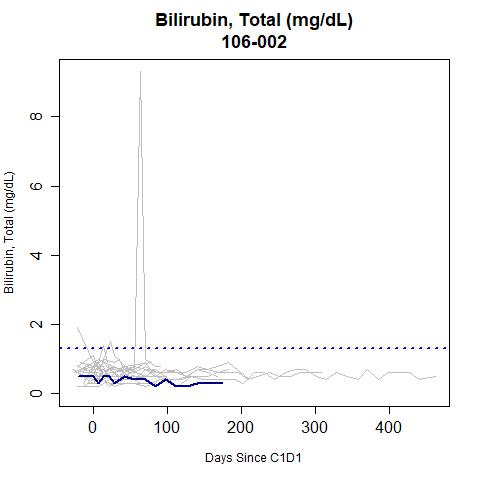 Bilirubin, Total (mg/dL)
106-002
Bilirubin, Total (mg/dL)
8
6
4
2
0
0 100 200 300 400
Days Since C1D1